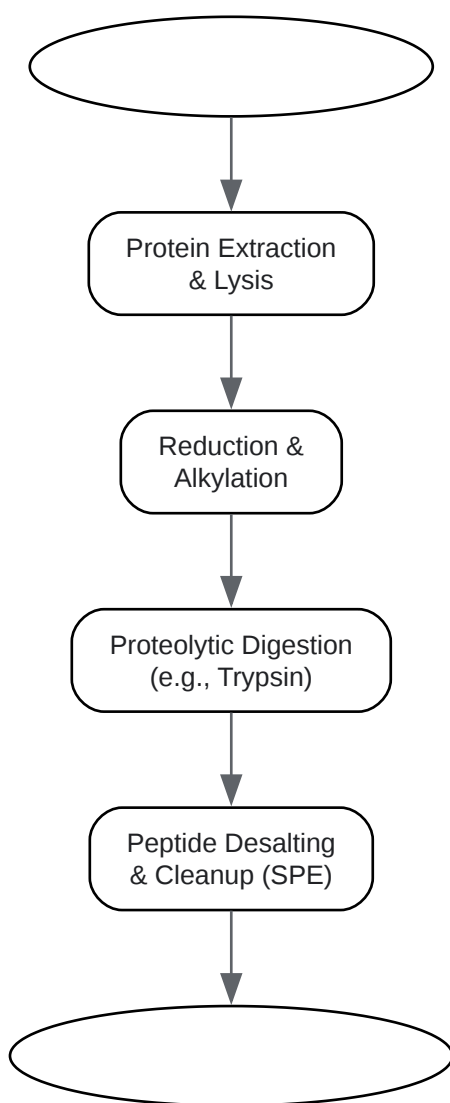 Protein Extraction
& Lysis
Reduction &
Alkylation
Proteolytic Digestion
(e.g., Trypsin)
Peptide Desalting
& Cleanup (SPE)